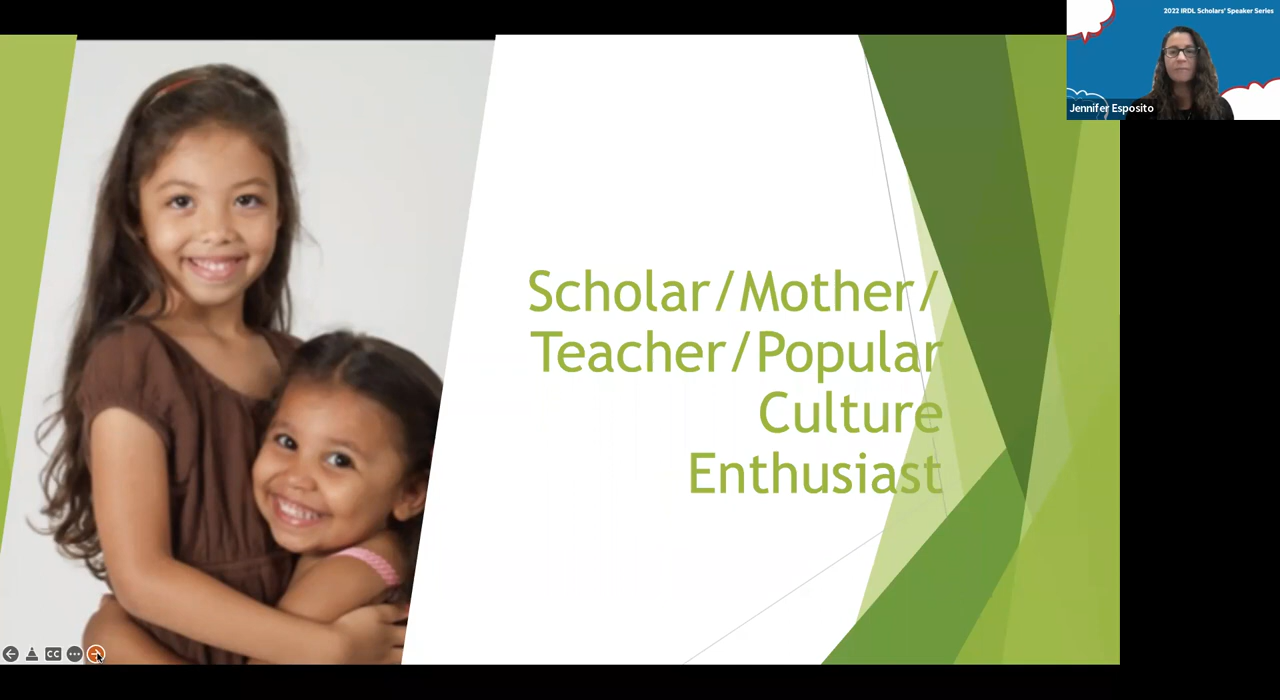 2022 IRDL Scholars' Speaker Series
Jennifer Esposito
Scholar/Mother/
Teacher/Popular
Culture
Enthusiast
CC